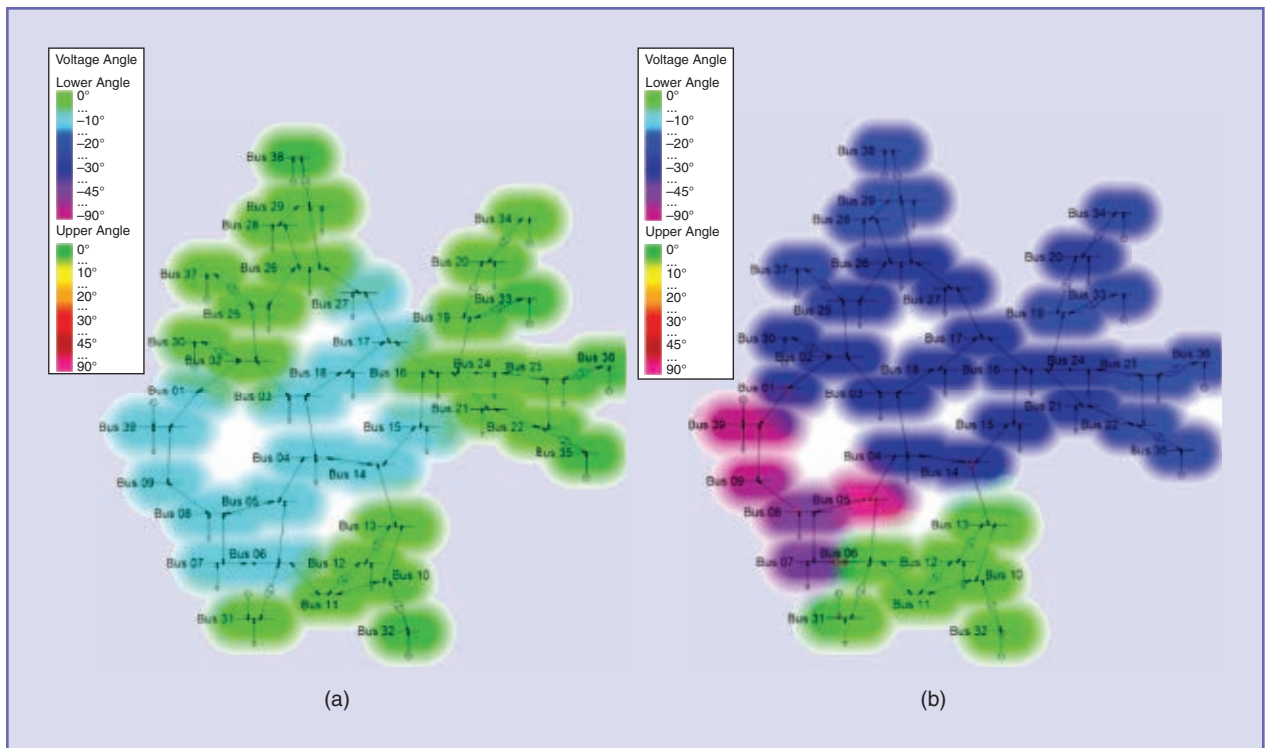 Voltage Angle
Lower Angle
0°
...
–10°
...
–20°
...
–30°
...
–45°
...
–90°
Upper Angle
0°
...
10°
...
20°
...
30°
...
45°
...
90°
Bus 38
Bus 29
Bus 28
Bus 34
Bus 37
Bus 26
Bus 20
Bus 27
Bus 33
Bus 25
Bus 19
Bus 30
Bus 17
Bus 02
Bus 24
Bus 36
Bus 18
Bus 16
Bus 01
Bus 03
Bus 21
Bus 39
Bus 15
Bus 22
Bus 35
Bus 04
Bus 14
Bus 09
Bus 05
Bus 08
Bus 13
Bus 06
Bus 07
Bus 12
Bus 10
Bus 11
Bus 31
Bus 32
(a)
Voltage Angle
Lower Angle
0°
...
–10°
...
–20°
...
–30°
...
–45°
...
–90°
Upper Angle
0°
...
10°
...
20°
...
30°
...
45°
...
90°
Bus 38
Bus 29
Bus 28
Bus 34
Bus 37
Bus 26
Bus 20
Bus 27
Bus 33
Bus 25
Bus 19
Bus 30
Bus 17
Bus 02
Bus 24
Bus 23
Bus 36
Bus 18
Bus 16
Bus 01
Bus 03
Bus 21
Bus 39
Bus 15
Bus 22
Bus 04
Bus 14
Bus 09
Bus 05
Bus 08
Bus 13
Bus 06
Bus 07
Bus 12
Bus 10
Bus 11
Bus 31
Bus 32
(b)